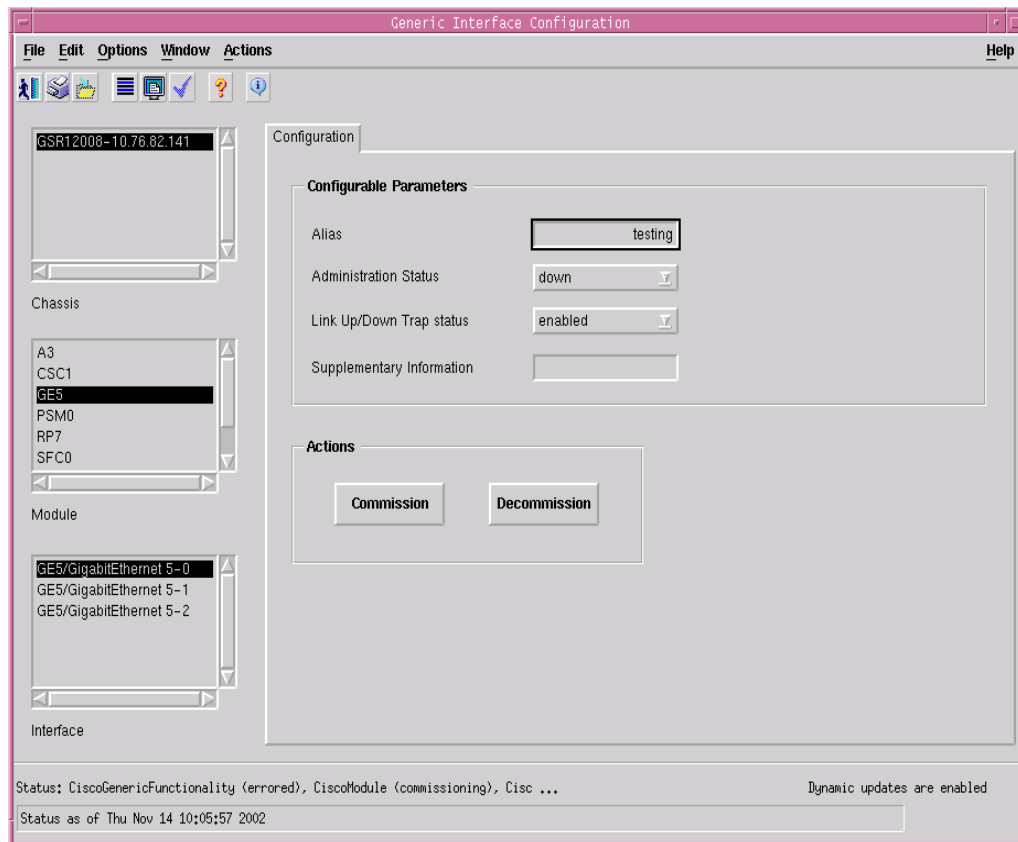 Generic Interface Configuration
File Edit Options Window Actions Help
GSR12008-10.76.82.141
Chassis
A3
CSC1
GE5
PSM0
RP7
SFC0
Module
GE5/GigabitEthernet 5-0
GE5/GigabitEthernet 5-1
GE5/GigabitEthernet 5-2
Interface
Configuration
Configurable Parameters
Alias testing
Administration Status down
Link Up/Down Trap status enabled
Supplementary Information
Actions
Commission Decommission
Status: CiscoGenericFunctionality (errored), CiscoModule (commissioning), Cisc ... Dynamic updates are enabled
Status as of Thu Nov 14 10:05:57 2002